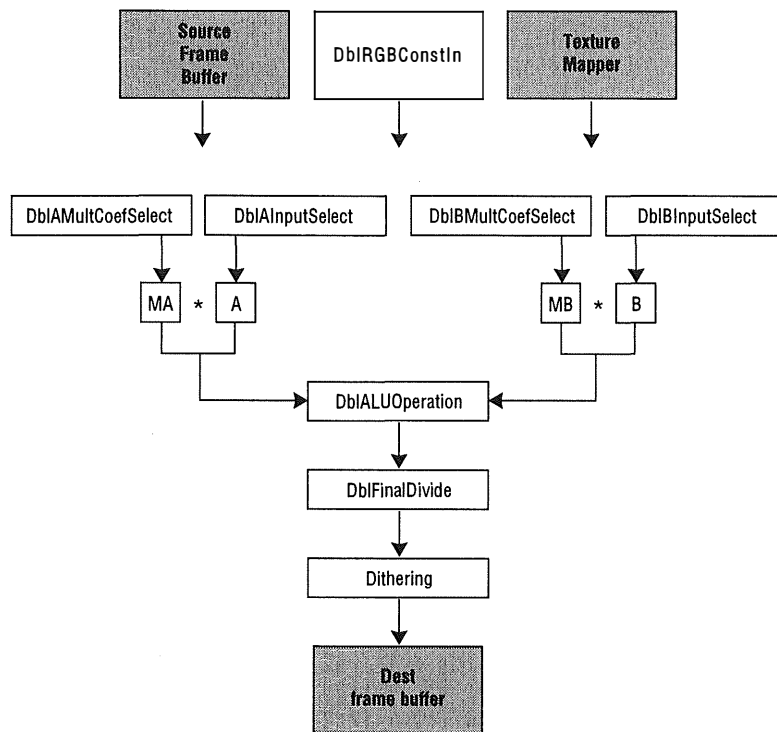 Source
Frame
Buffer
DblRGBConstIn
Texture
Mapper
DblAMultCoefSelect
DblAInputSelect
DblBMultCoefSelect
DblBInputSelect
MA * A
MB * B
DblALUOperation
DblFinalDivide
Dithering
Dest
frame buffer